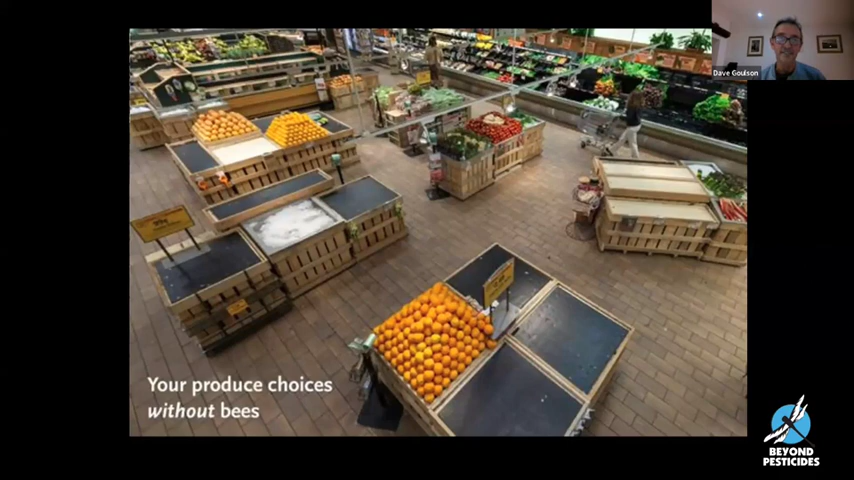 Dave Goulson
Your produce choices
without bees
BEYOND
PESTICIDES